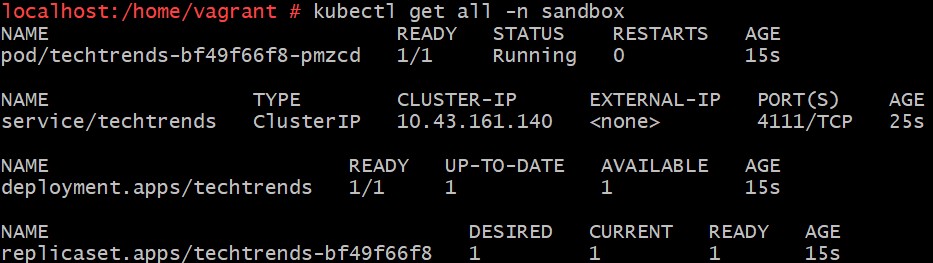 localhost:/home/vagrant # kubectl get all -n sandbox
NAME READY STATUS RESTARTS AGE
pod/techtrends-bf49f66f8-pmzcd 1/1 Running 0 15s
NAME TYPE CLUSTER-IP EXTERNAL-IP PORT(S) AGE
service/techtrends ClusterIP 10.43.161.140 <none> 4111/TCP 25s
NAME READY UP-TO-DATE AVAILABLE AGE
deployment.apps/techtrends 1/1 1 1 15s
NAME DESIRED CURRENT READY AGE
replicaset.apps/techtrends-bf49f66f8 1 1 1 15s